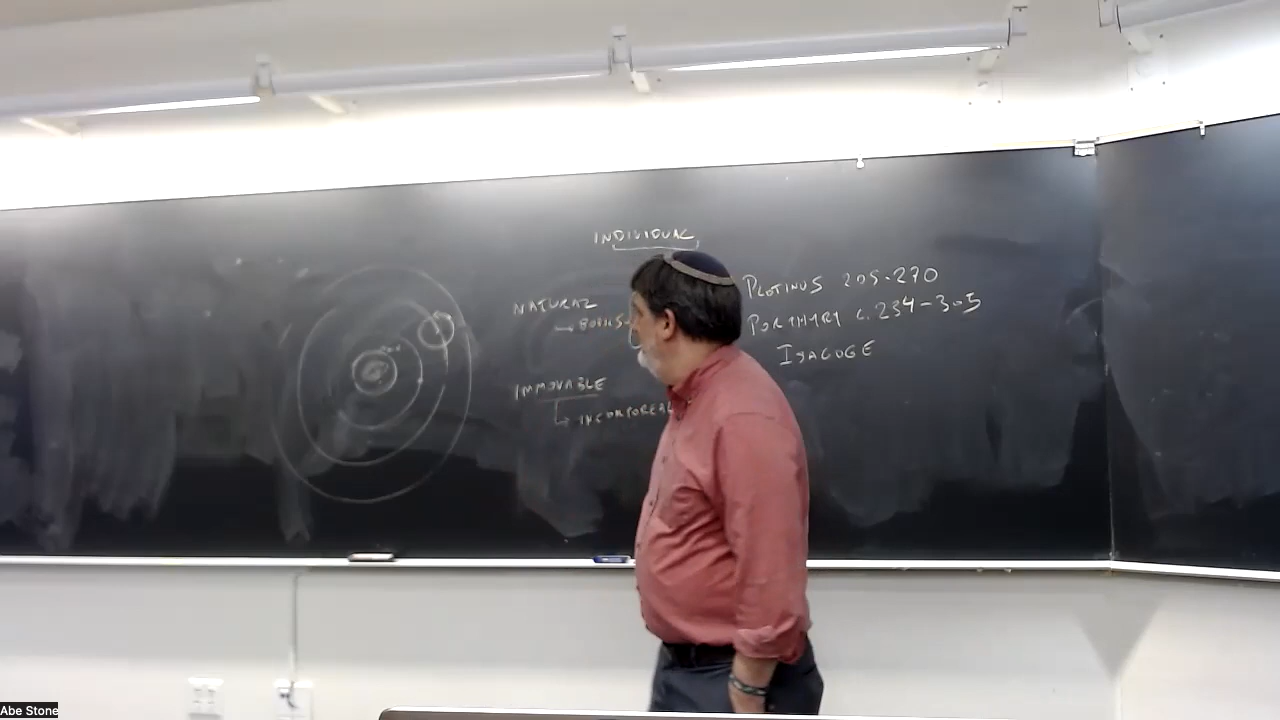 INDIVIDUAL
NATURAL
→ BODIES
IMMOVABLE
↳ INCORPOREAL
PLOTINUS 205-270
PORPHYRY c. 234-305
ISAGOGE
Abe Stone